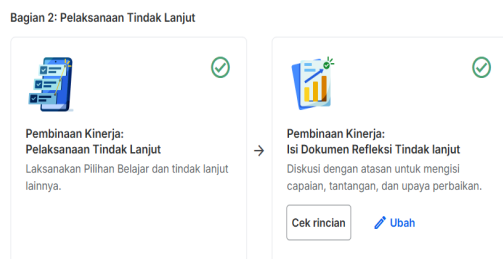 Bagian 2: Pelaksanaan Tindak Lanjut
Pembinaan Kinerja:
Pelaksanaan Tindak Lanjut
Laksanakan Pilihan Belajar dan tindak lanjut
lainnya.
Pembinaan Kinerja:
Isi Dokumen Refleksi Tindak lanjut
Diskusi dengan atasan untuk mengisi
capaian, tantangan, dan upaya perbaikan.
Cek rincian
Ubah